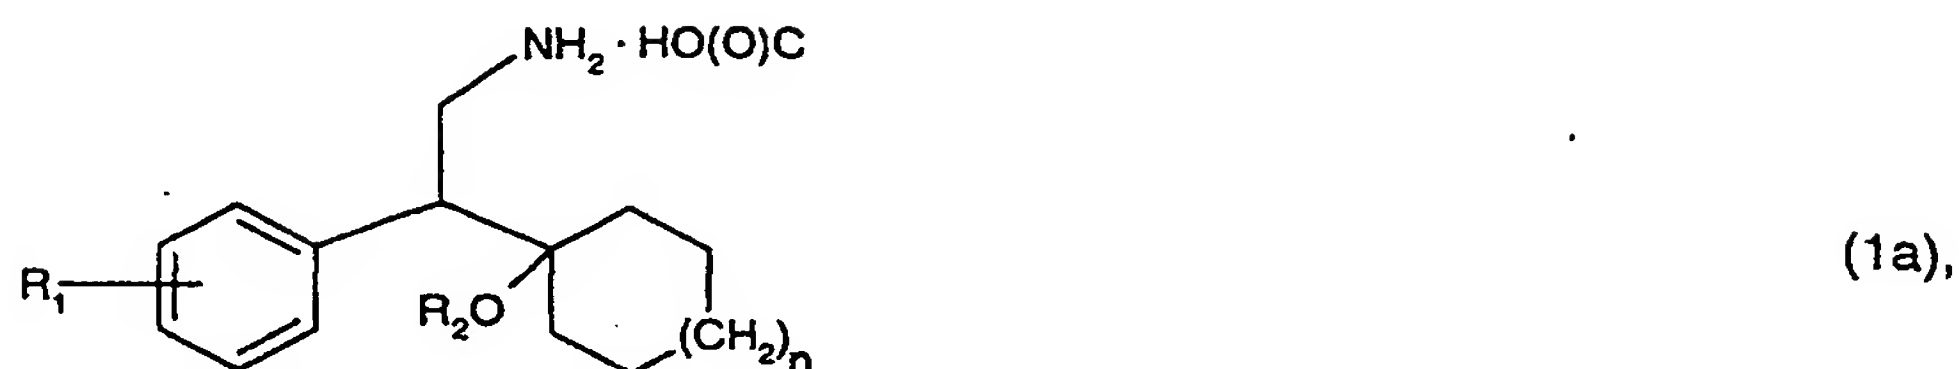 NH₂ · HO(O)C
(1a),
R₁
R₂O
(CH₂)ₙ